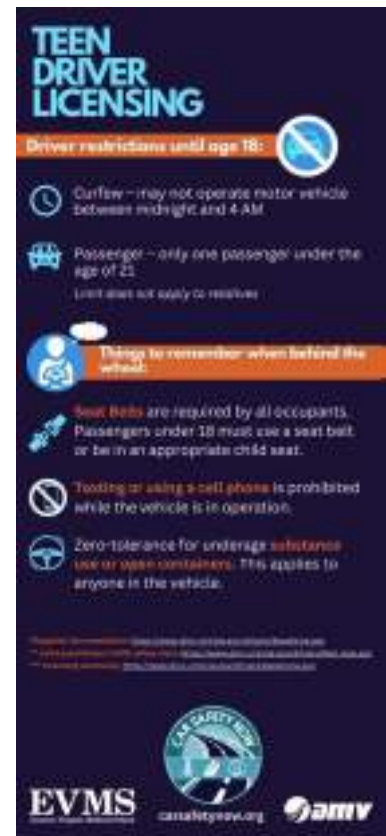 TEEN
DRIVER
LICENSING
Driver restrictions until age 18:
Curfew – may not operate motor vehicle
between midnight and 4 AM
Passenger – only one passenger under the
age of 21
Limit does not apply to relatives
Things to remember when behind the
wheel:
Seat Belts are required by all occupants.
Passengers under 18 must use a seat belt
or be in an appropriate child seat.
Texting or using a cell phone is prohibited
while the vehicle is in operation.
Zero-tolerance for underage substance
use or open containers. This applies to
anyone in the vehicle.
CAR SAFETY NOW
EVMS
carsafetynow.org